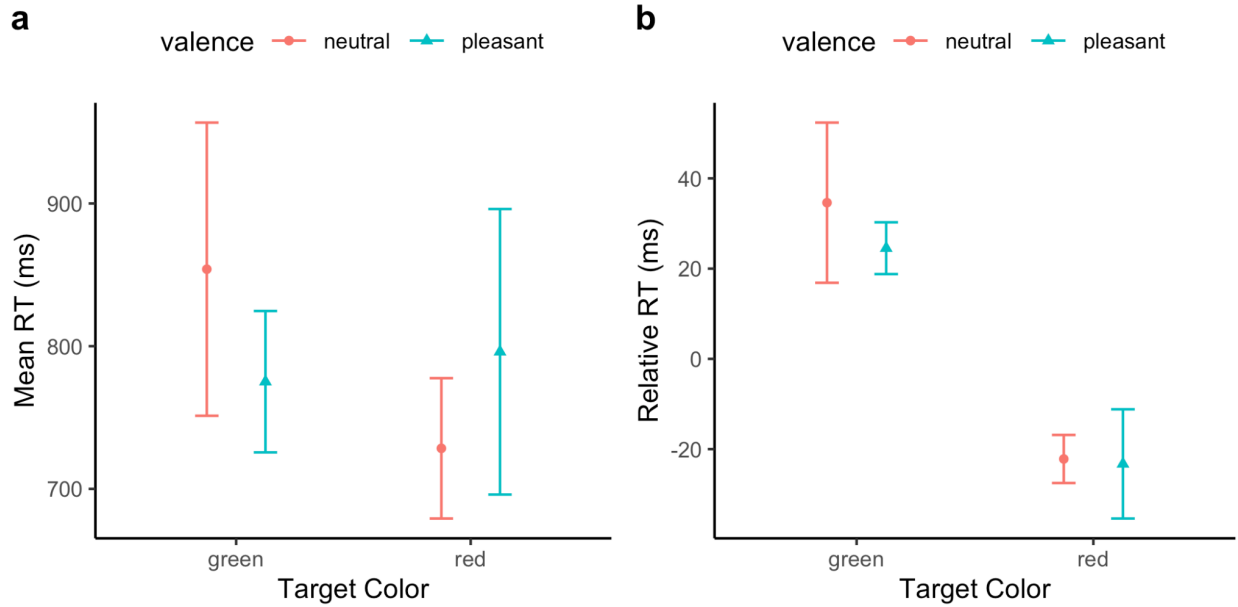 a
valence neutral pleasant
Mean RT (ms)
900
800
700
green red
Target Color
b
valence neutral pleasant
Relative RT (ms)
40
20
0
-20
green red
Target Color